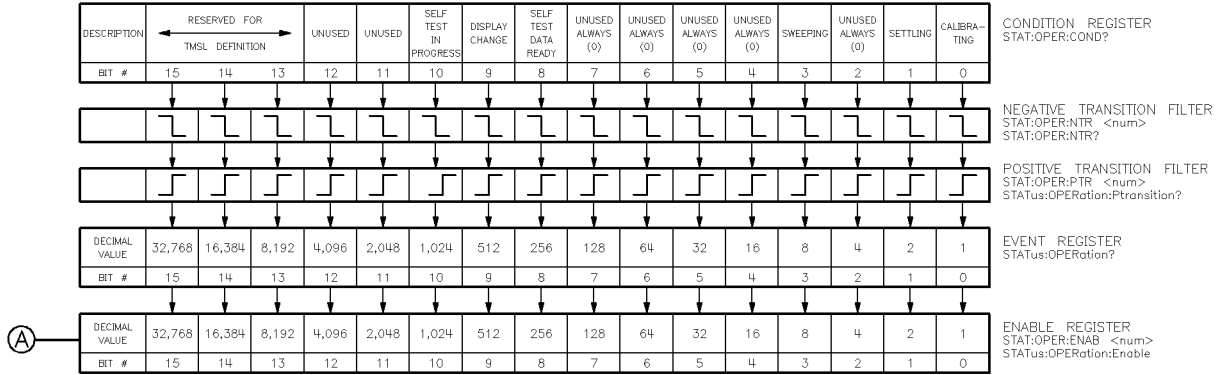 DESCRIPTION RESERVED FOR TMSL DEFINITION UNUSED UNUSED SELF TEST IN PROGRESS DISPLAY CHANGE SELF TEST DATA READY UNUSED ALWAYS (0) UNUSED ALWAYS (0) UNUSED ALWAYS (0) UNUSED ALWAYS (0) SWEEPING UNUSED ALWAYS (0) SETTLING CALIBRA-TING
BIT # 15 14 13 12 11 10 9 8 7 6 5 4 3 2 1 0
CONDITION REGISTER
STAT:OPER:COND?
NEGATIVE TRANSITION FILTER
STAT:OPER:NTR <num>
STAT:OPER:NTR?
POSITIVE TRANSITION FILTER
STAT:OPER:PTR <num>
STATus:OPERation:Ptransition?
DECIMAL VALUE 32,768 16,384 8,192 4,096 2,048 1,024 512 256 128 64 32 16 8 4 2 1
BIT # 15 14 13 12 11 10 9 8 7 6 5 4 3 2 1 0
EVENT REGISTER
STATus:OPERation?
A
DECIMAL VALUE 32,768 16,384 8,192 4,096 2,048 1,024 512 256 128 64 32 16 8 4 2 1
BIT # 15 14 13 12 11 10 9 8 7 6 5 4 3 2 1 0
ENABLE REGISTER
STAT:OPER:ENAB <num>
STATus:OPERation:Enable